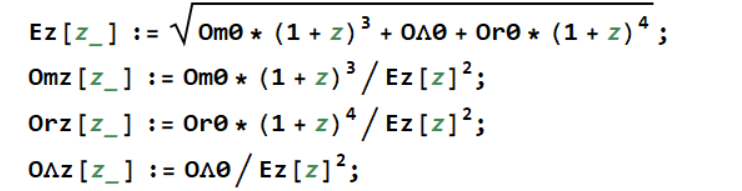 Ez[z_] := √(Om0 * (1 + z)³ + OΛ0 + Or0 * (1 + z)⁴) ;
Omz[z_] := Om0 * (1 + z)³ / Ez[z]²;
Orz[z_] := Or0 * (1 + z)⁴ / Ez[z]²;
OΛz[z_] := OΛ0 / Ez[z]²;